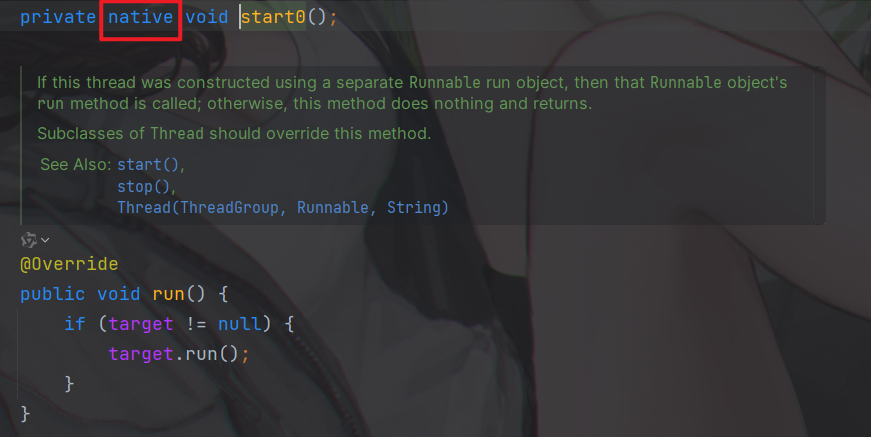 private native void start0();
If this thread was constructed using a separate Runnable run object, then that Runnable object's
run method is called; otherwise, this method does nothing and returns.
Subclasses of Thread should override this method.
See Also: start(),
stop(),
Thread(ThreadGroup, Runnable, String)
@Override
public void run() {
    if (target != null) {
        target.run();
    }
}